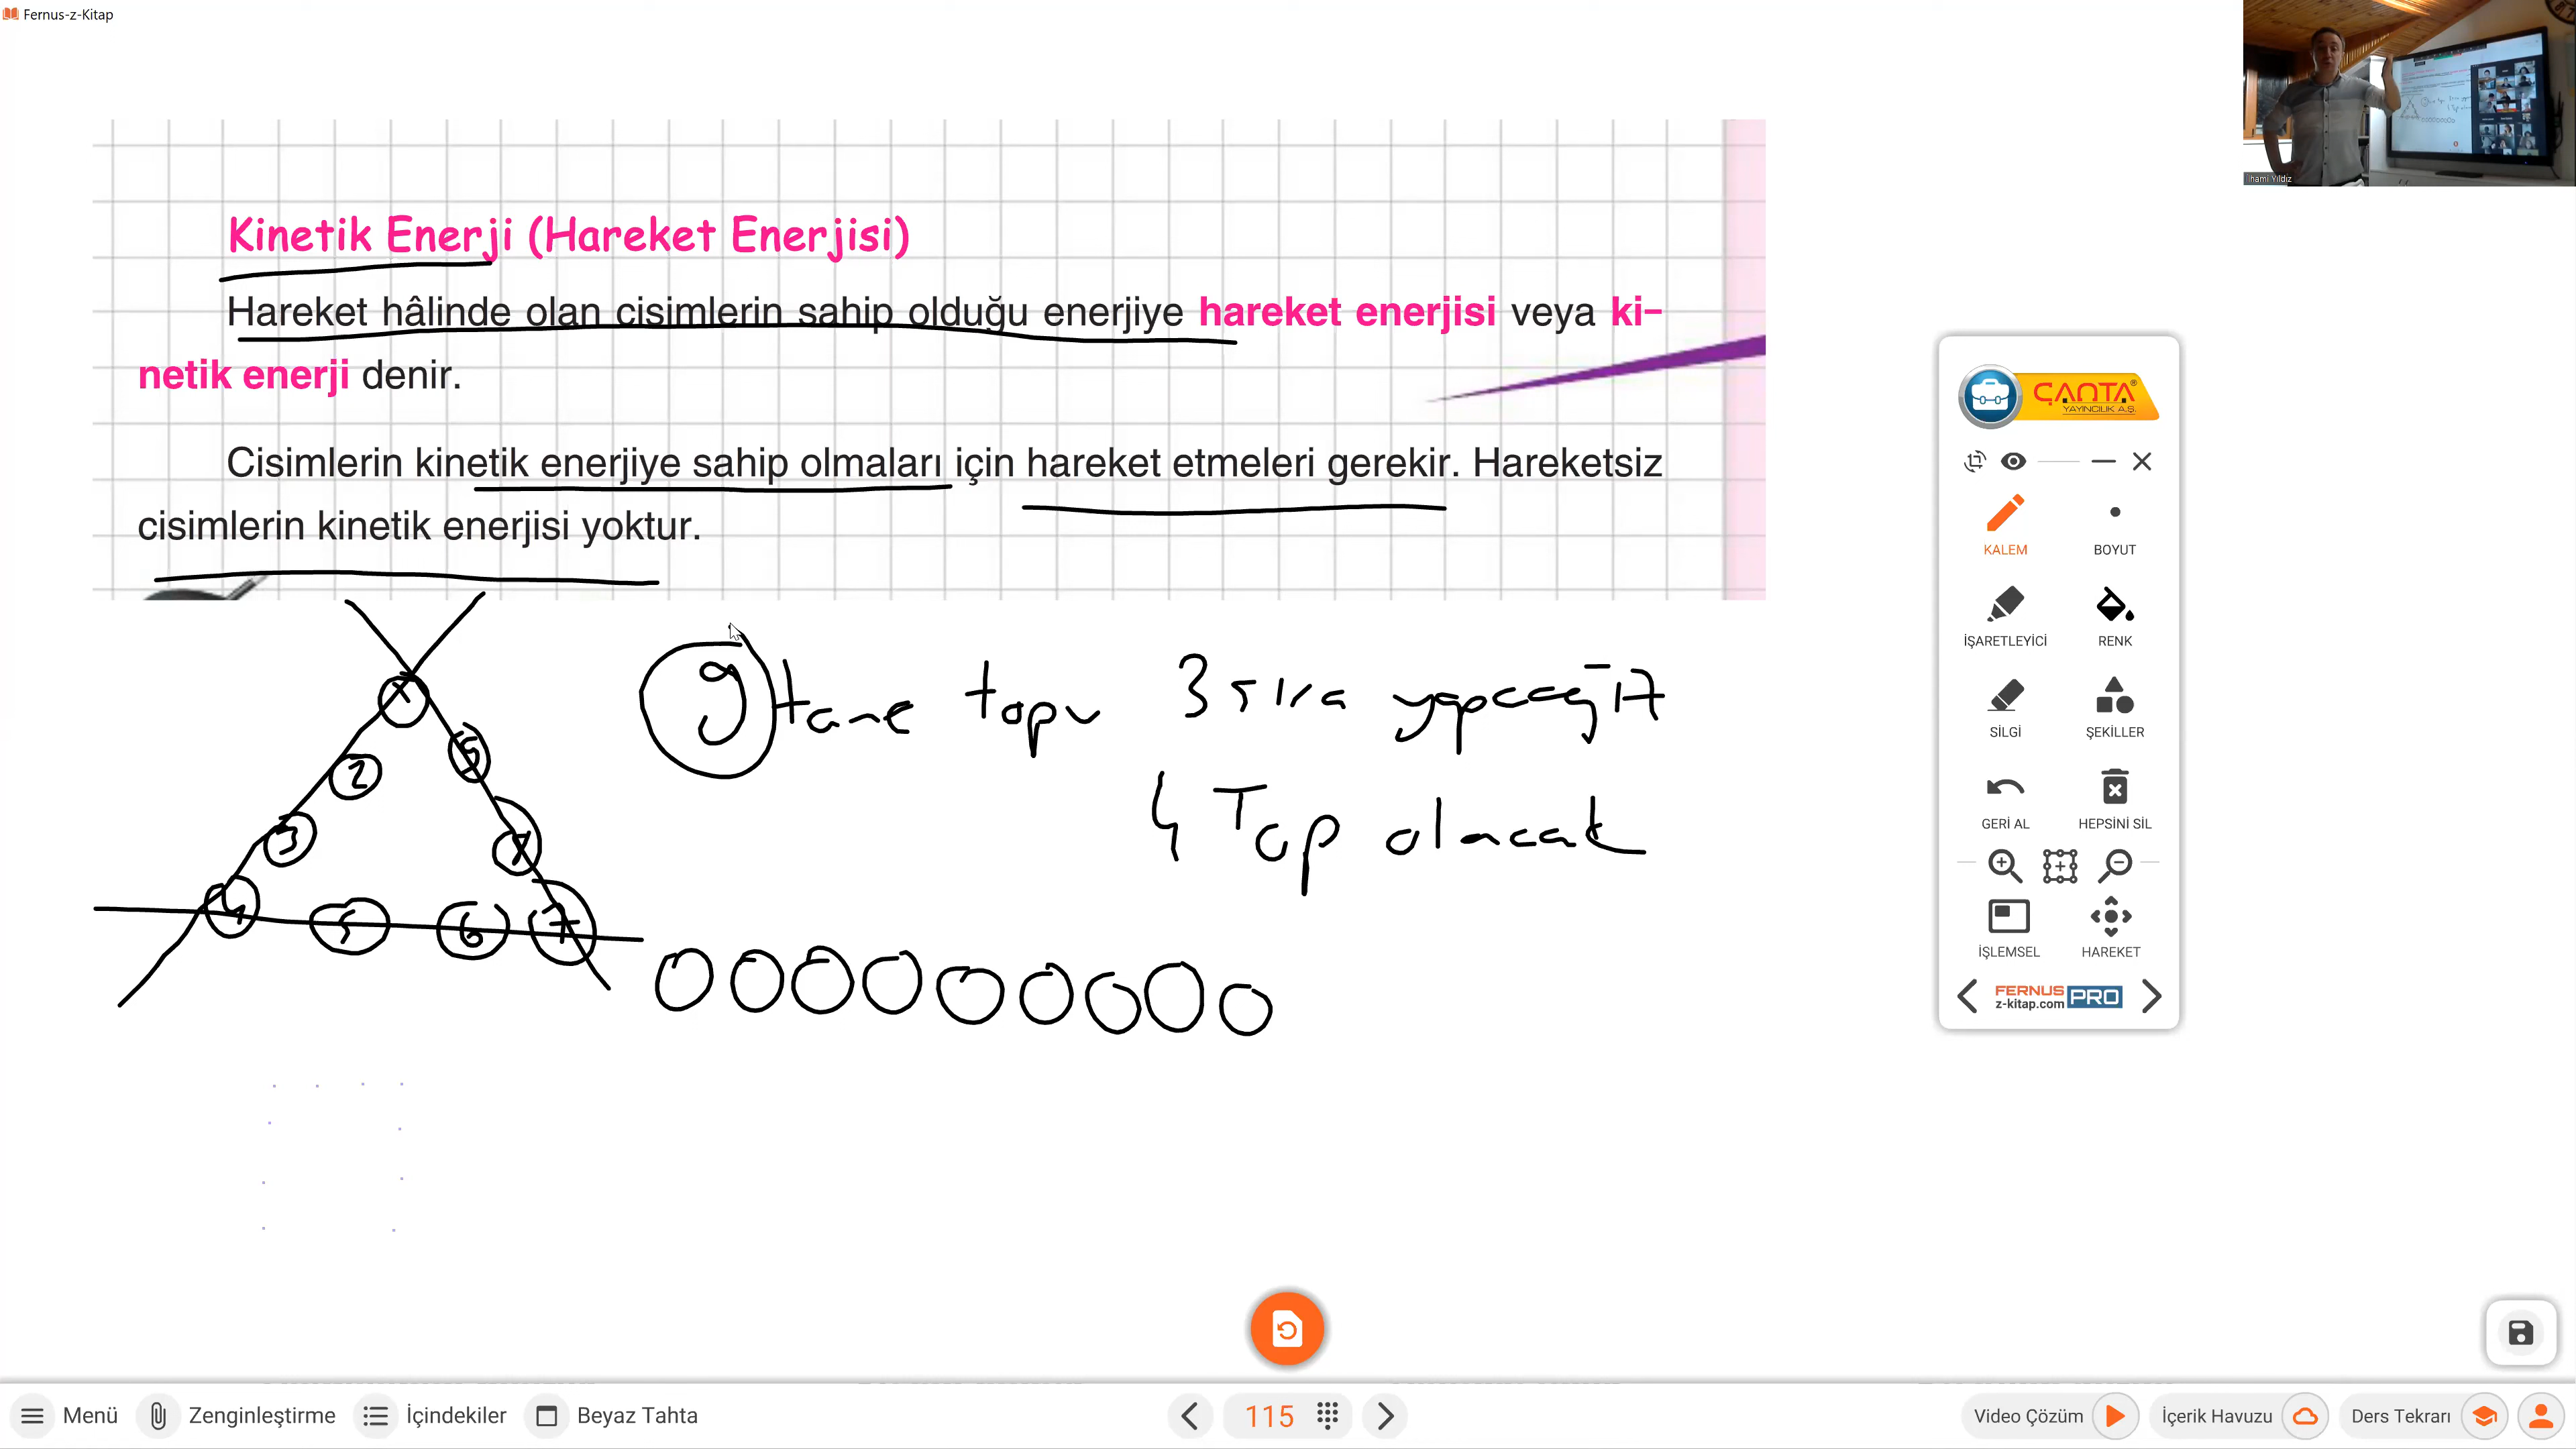 Fernus-z-Kitap
İhami Yıldız
Kinetik Enerji (Hareket Enerjisi)
Hareket hâlinde olan cisimlerin sahip olduğu enerjiye hareket enerjisi veya ki-
netik enerji denir.
Cisimlerin kinetik enerjiye sahip olmaları için hareket etmeleri gerekir. Hareketsiz
cisimlerin kinetik enerjisi yoktur.
9 tane topu 3 sıra
4 Top olacak
2
5
3
4 5 6 7
ÇANTA
YAYINCILIK A.Ş.
KALEM BOYUT
İŞARETLEYİCİ RENK
SİLGİ ŞEKİLLER
GERİ AL HEPSİNİ SİL
İŞLEMSEL HAREKET
FERNUS
z-kitap.com PRO
Menü Zenginleştirme İçindekiler Beyaz Tahta 115 Video Çözüm İçerik Havuzu Ders Tekrarı